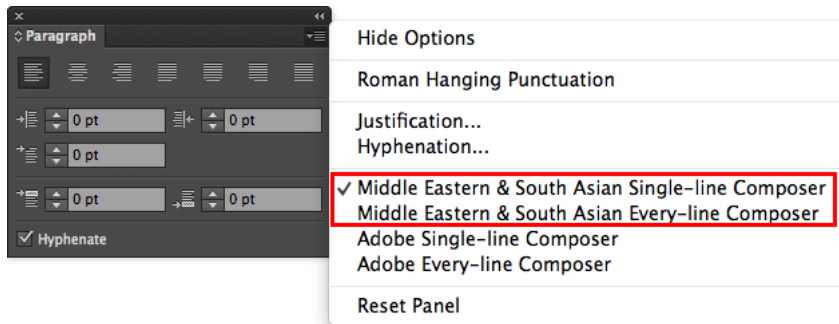 Paragraph
0 pt
0 pt
0 pt
0 pt
0 pt
Hyphenate
Hide Options
Roman Hanging Punctuation
Justification...
Hyphenation...
Middle Eastern & South Asian Single-line Composer
Middle Eastern & South Asian Every-line Composer
Adobe Single-line Composer
Adobe Every-line Composer
Reset Panel